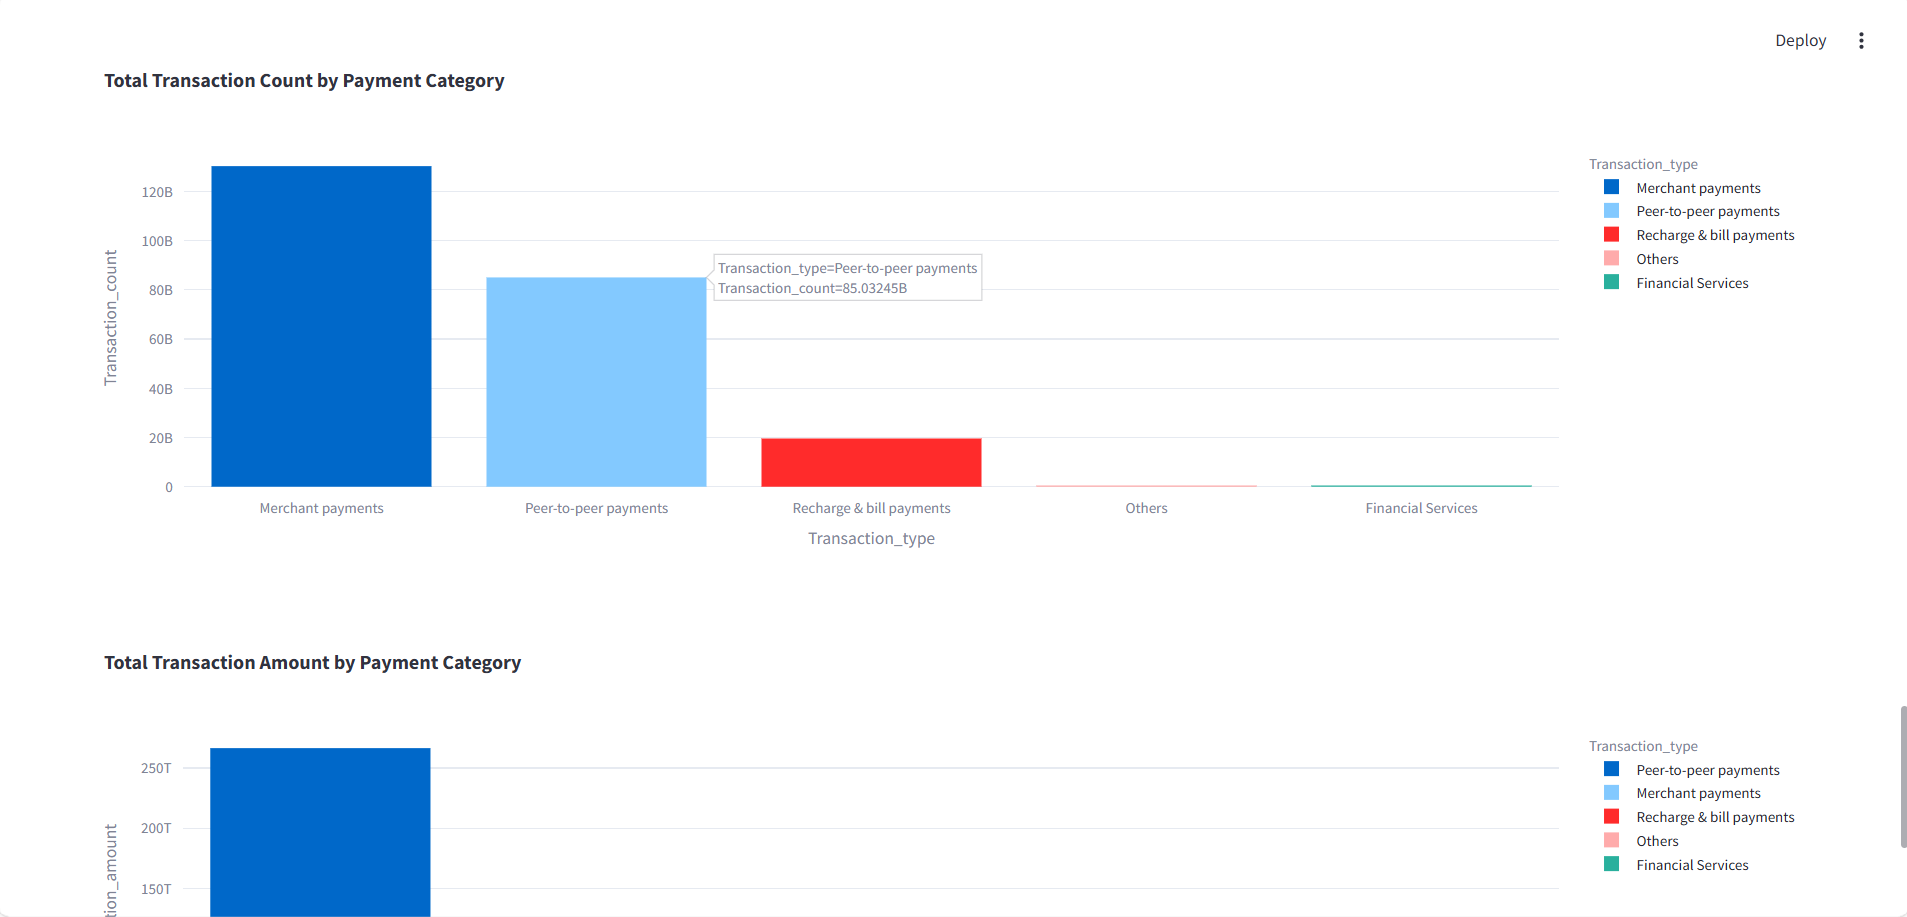 Deploy
Total Transaction Count by Payment Category
Transaction_count
120B
100B
80B
60B
40B
20B
0
Transaction_type=Peer-to-peer payments
Transaction_count=85.03245B
Merchant payments
Peer-to-peer payments
Recharge & bill payments
Others
Financial Services
Transaction_type
Transaction_type
Merchant payments
Peer-to-peer payments
Recharge & bill payments
Others
Financial Services
Total Transaction Amount by Payment Category
tion_amount
250T
200T
150T
Transaction_type
Peer-to-peer payments
Merchant payments
Recharge & bill payments
Others
Financial Services